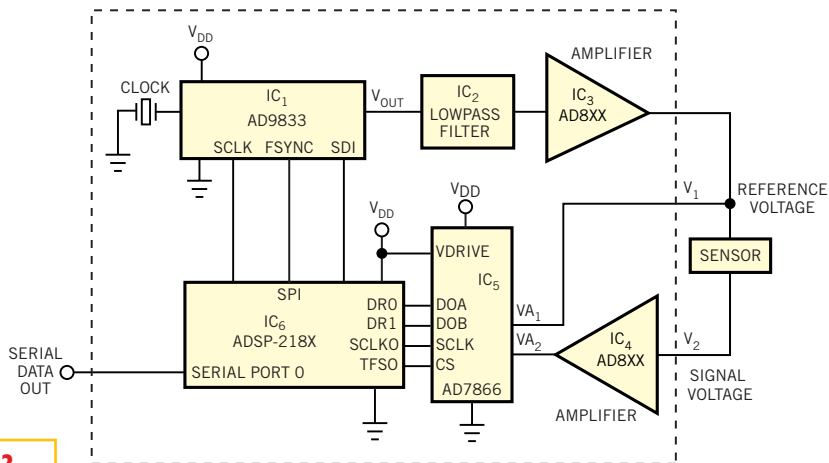 VDD
CLOCK
IC1
AD9833
SCLK FSYNC SDI
VOUT
IC2
LOWPASS
FILTER
AMPLIFIER
IC3
AD8XX
V1
REFERENCE
VOLTAGE
SENSOR
VDD
VDD
VDRIVE
IC5
DOA
DOB
SCLK
CS
AD7866
VA1
VA2
IC4
AD8XX
V2
SIGNAL
VOLTAGE
AMPLIFIER
SPI
IC6
ADSP-218X
DR0
DR1
SCLKO
TFSO
SERIAL PORT 0
SERIAL
DATA
OUT